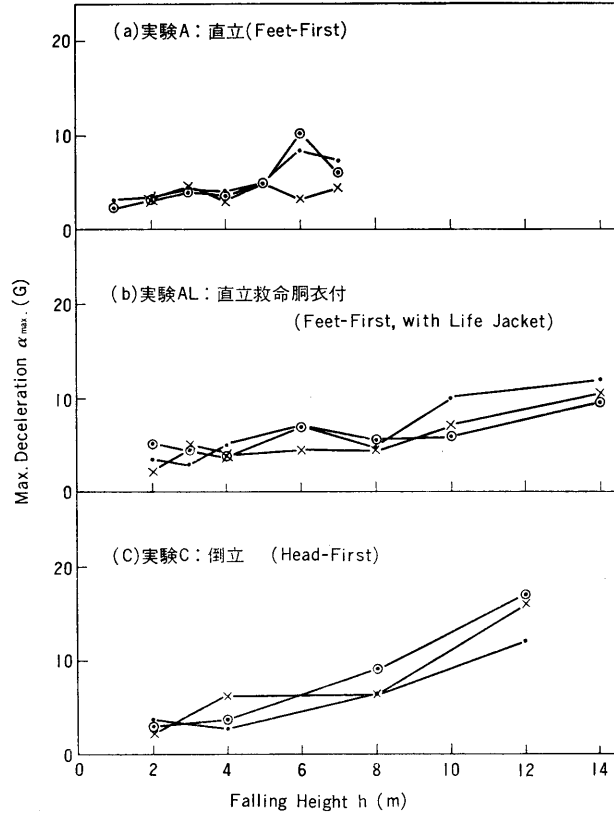 (a)実験A：直立(Feet-First)
20
10
0
(b)実験AL：直立救命胴衣付
(Feet-First, with Life Jacket)
20
10
0
(C)実験C：倒立 (Head-First)
20
10
0
0 2 4 6 8 10 12 14
Falling Height h (m)
Max. Deceleration α max. (G)